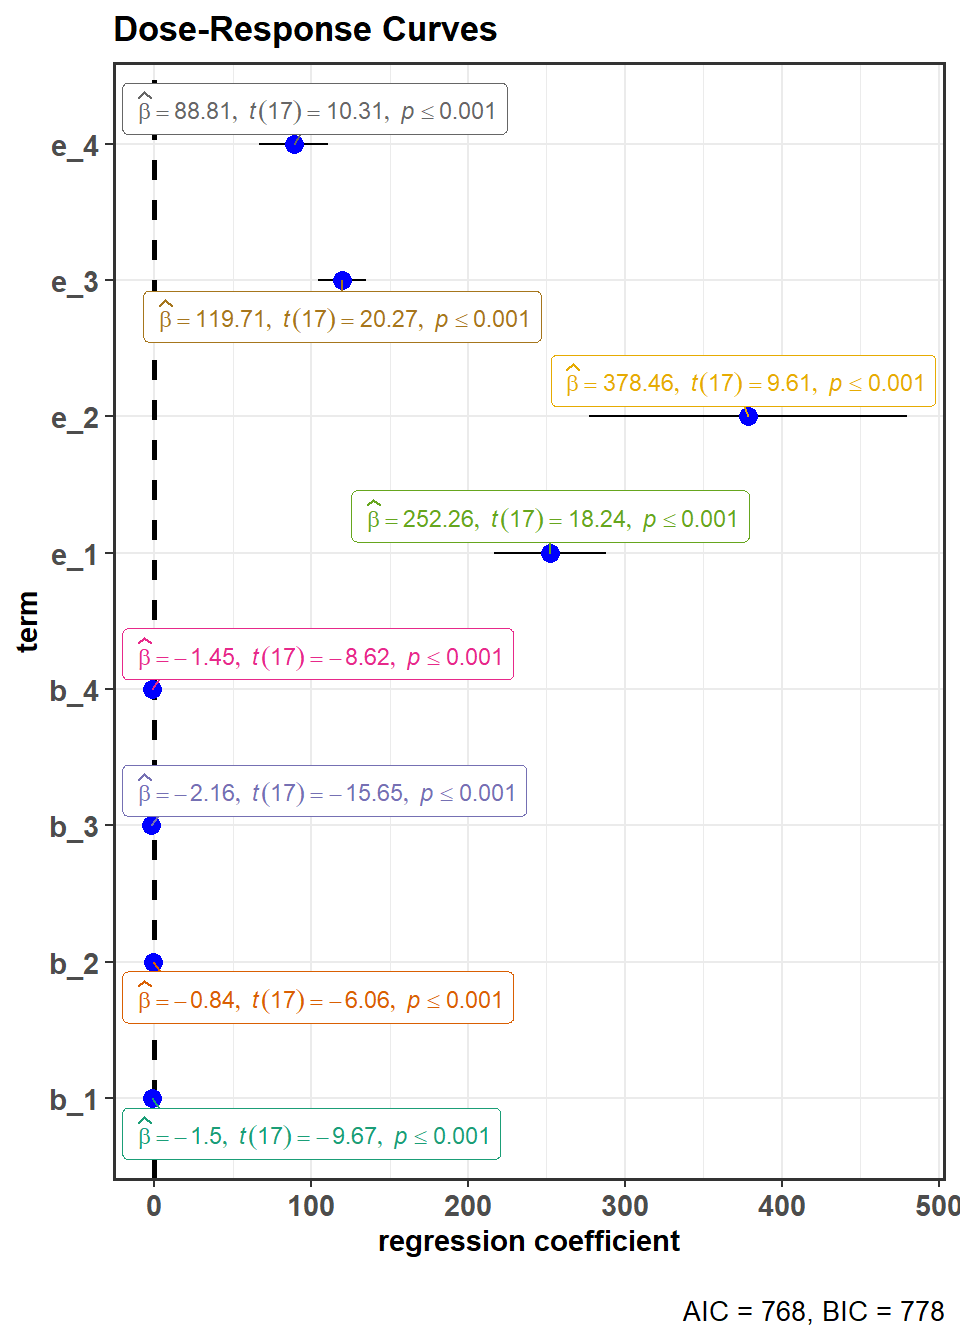 Dose-Response Curves
β̂ = 88.81, t(17) = 10.31, p ≤ 0.001
e_4
e_3
β̂ = 119.71, t(17) = 20.27, p ≤ 0.001
β̂ = 378.46, t(17) = 9.61, p ≤ 0.001
e_2
β̂ = 252.26, t(17) = 18.24, p ≤ 0.001
e_1
term
β̂ = −1.45, t(17) = −8.62, p ≤ 0.001
b_4
β̂ = −2.16, t(17) = −15.65, p ≤ 0.001
b_3
b_2
β̂ = −0.84, t(17) = −6.06, p ≤ 0.001
b_1
β̂ = −1.5, t(17) = −9.67, p ≤ 0.001
0 100 200 300 400 500
regression coefficient
AIC = 768, BIC = 778